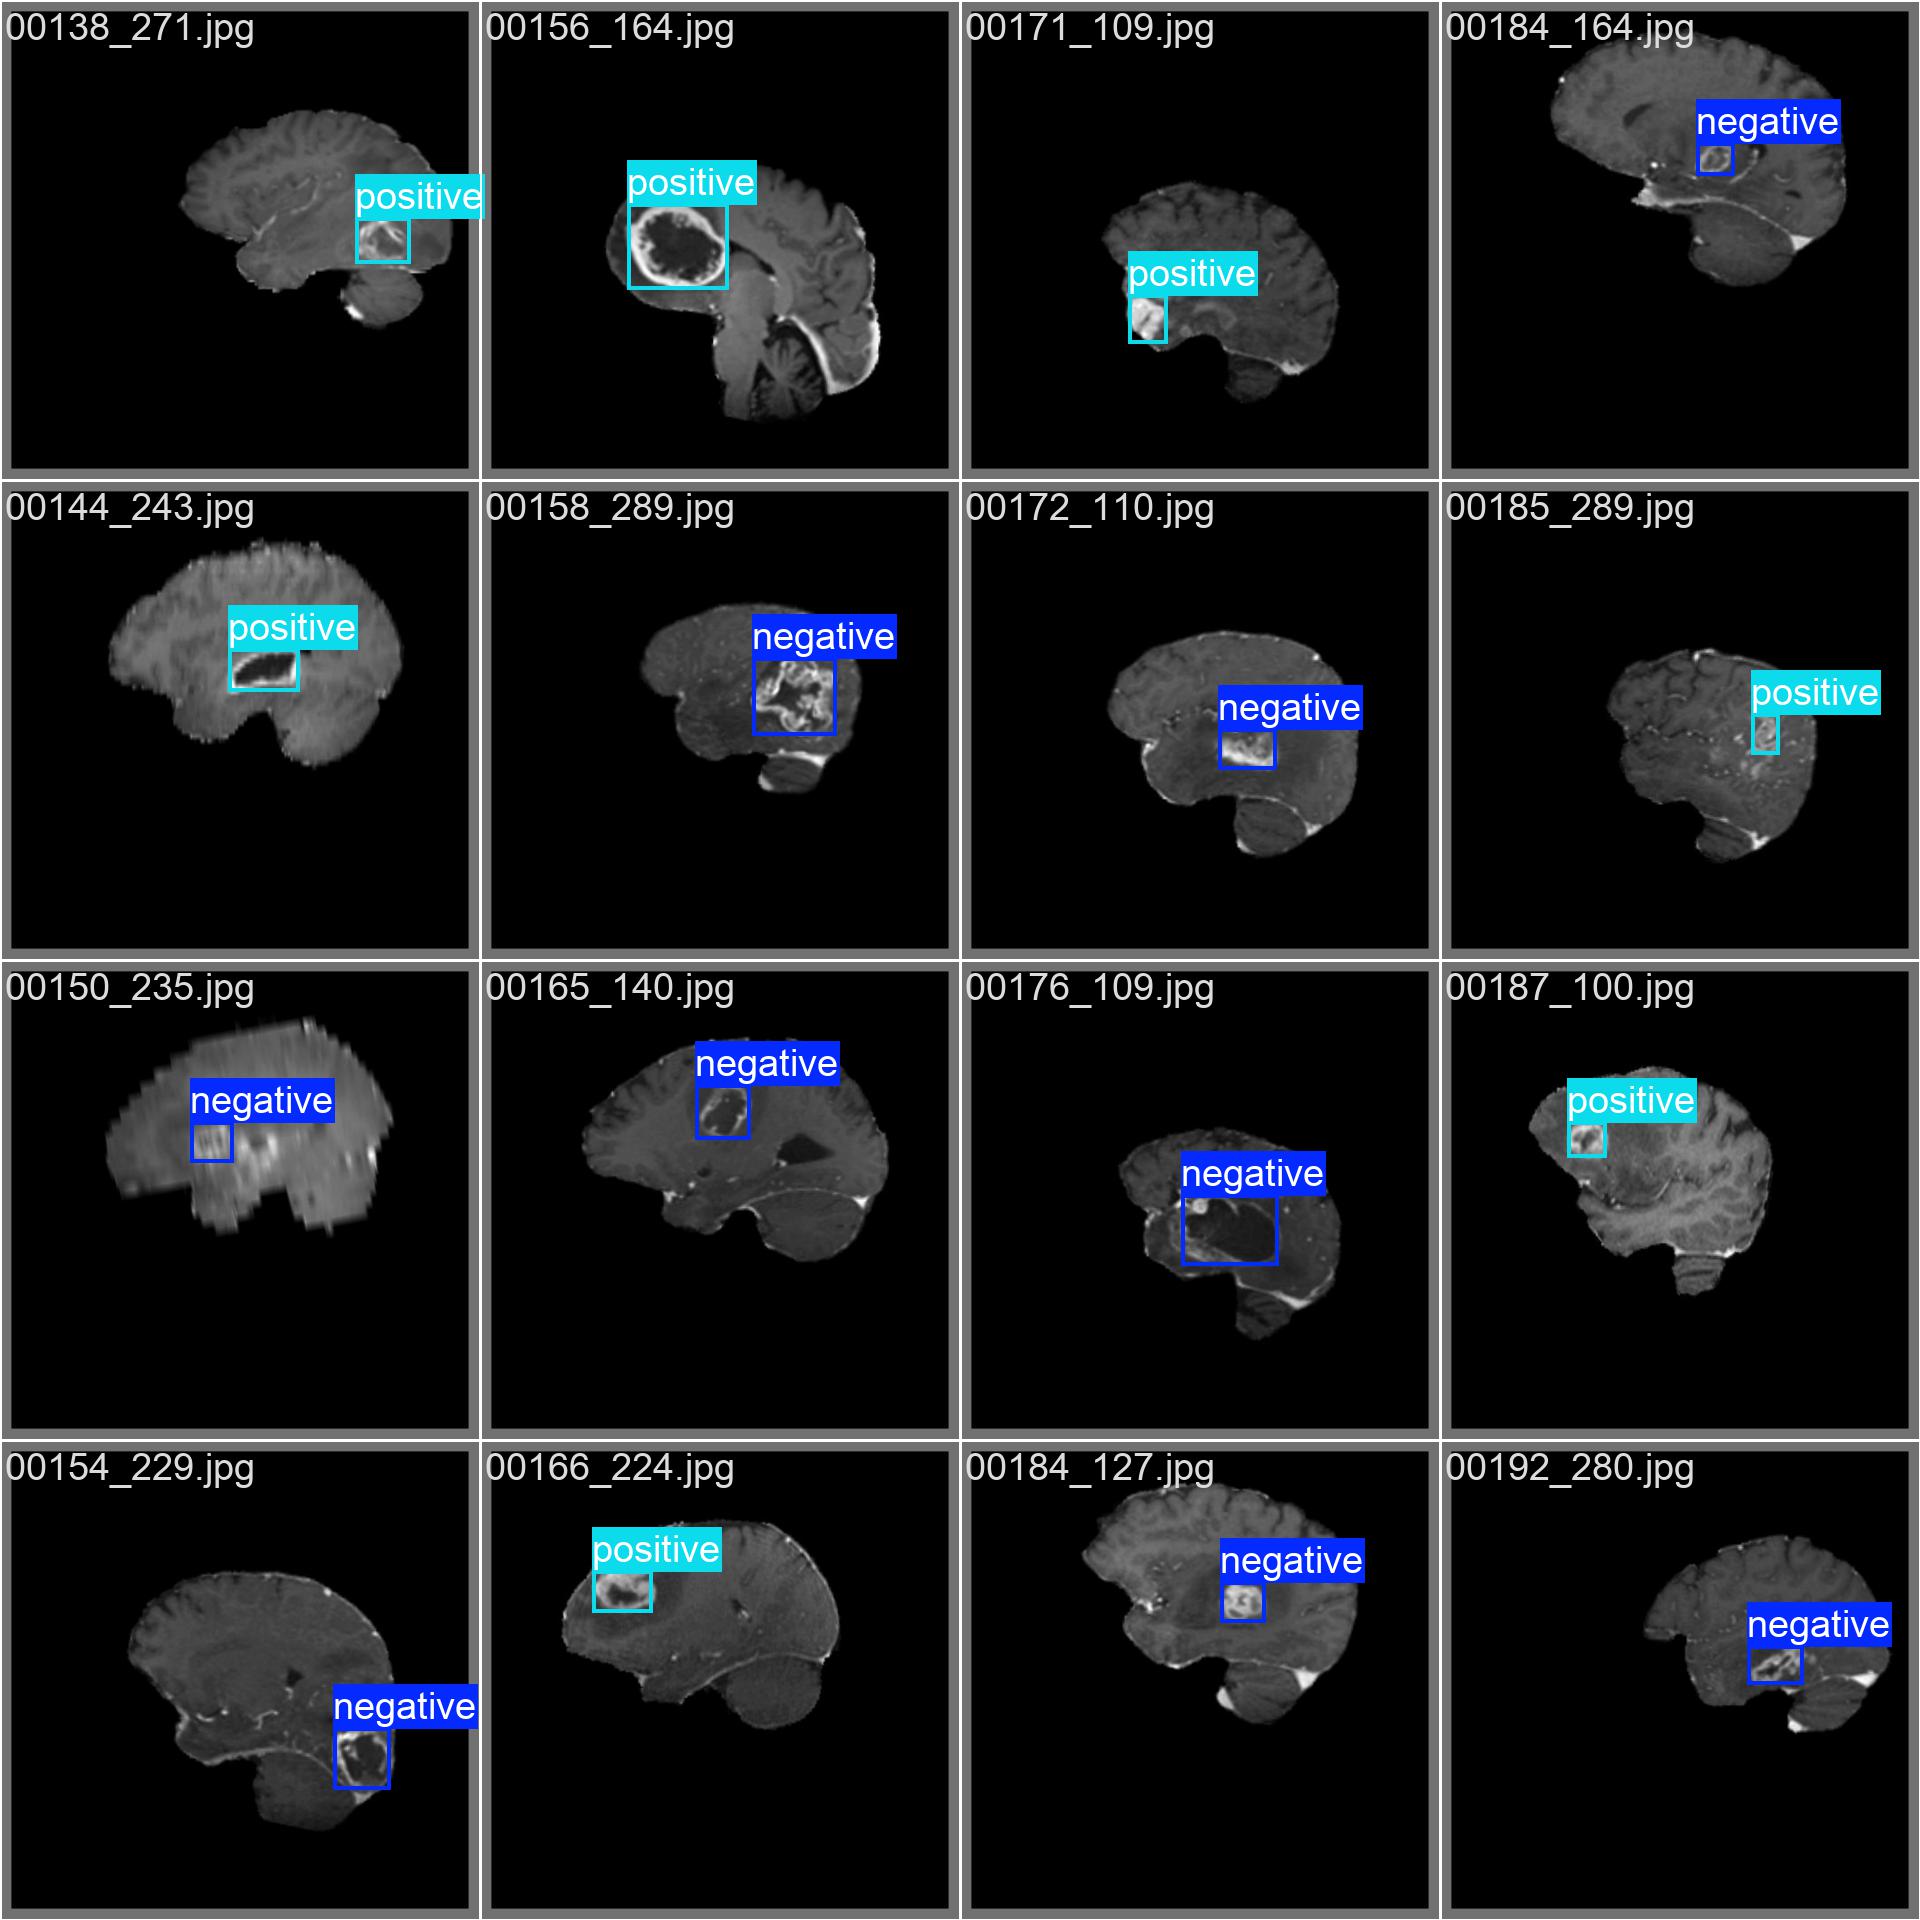 00138_271.jpg
positive
00156_164.jpg
positive
00171_109.jpg
positive
00184_164.jpg
negative
00144_243.jpg
positive
00158_289.jpg
negative
00172_110.jpg
negative
00185_289.jpg
positive
00150_235.jpg
negative
00165_140.jpg
negative
00176_109.jpg
negative
00187_100.jpg
positive
00154_229.jpg
negative
00166_224.jpg
positive
00184_127.jpg
negative
00192_280.jpg
negative